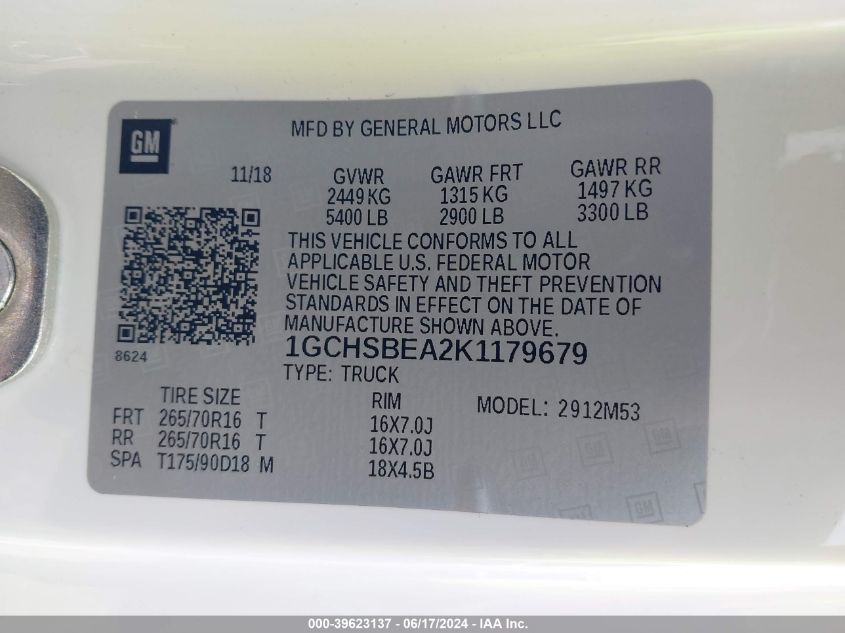 GM
MFD BY GENERAL MOTORS LLC
11/18
GVWR
2449 KG
5400 LB
GAWR FRT
1315 KG
2900 LB
GAWR RR
1497 KG
3300 LB
THIS VEHICLE CONFORMS TO ALL
APPLICABLE U.S. FEDERAL MOTOR
VEHICLE SAFETY AND THEFT PREVENTION
STANDARDS IN EFFECT ON THE DATE OF
MANUFACTURE SHOWN ABOVE.
8624
1GCHSBEA2K1179679
TYPE: TRUCK
TIRE SIZE
RIM
MODEL: 2912M53
FRT 265/70R16 T 16X7.0J
RR 265/70R16 T 16X7.0J
SPA T175/90D18 M 18X4.5B
GM
000-39623137 - 06/17/2024 - IAA Holdings, LLC.